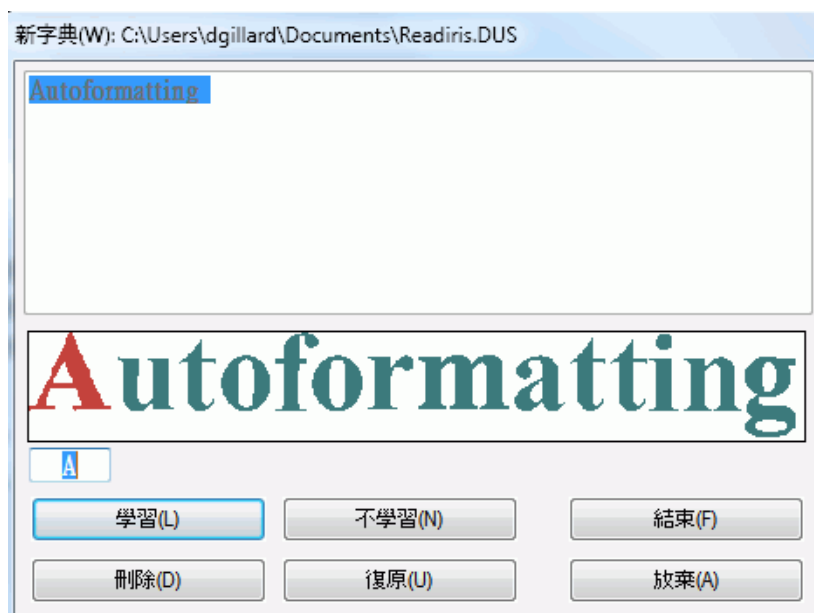 新字典(W): C:\Users\dgillard\Documents\Readiris.DUS
Autoformatting
Autoformatting
A
學習(L) 不學習(N) 結束(F)
刪除(D) 復原(U) 放棄(A)